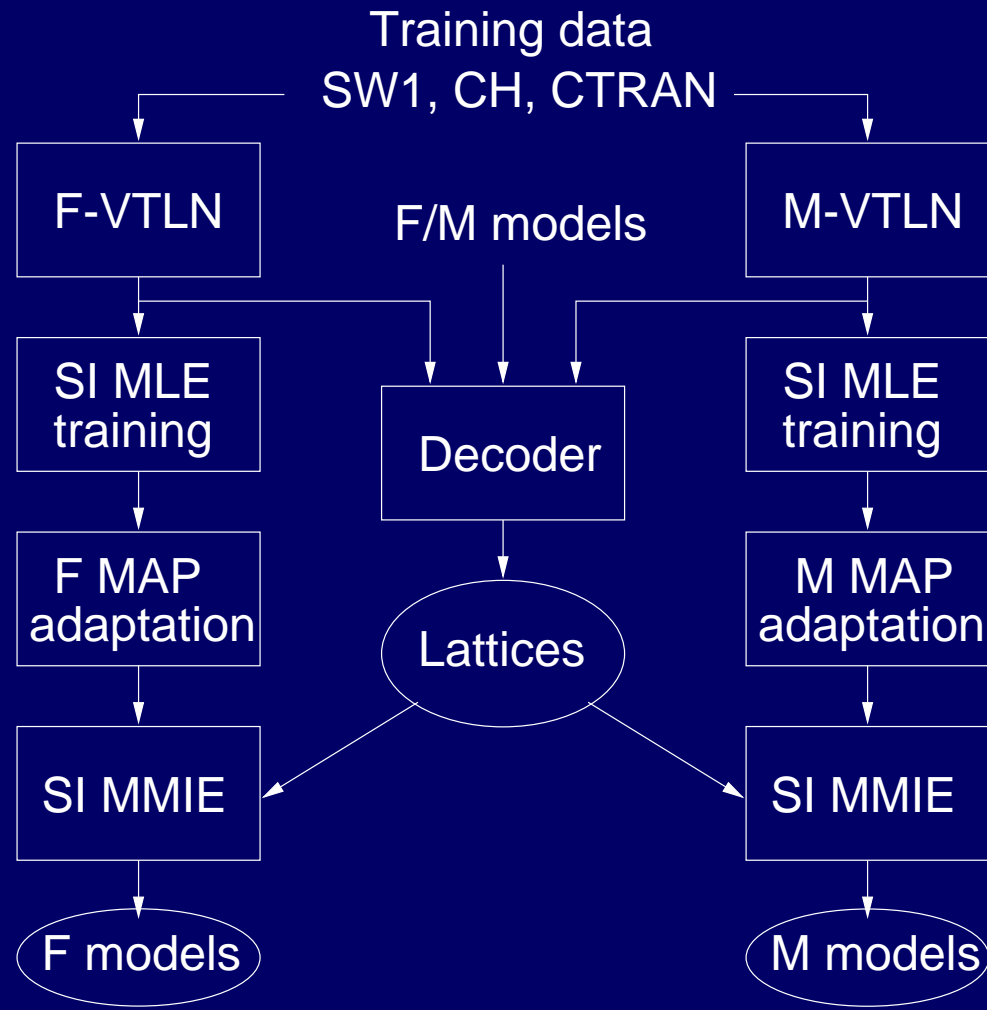 Training data
SW1, CH, CTRAN
F-VTLN
F/M models
M-VTLN
SI MLE
training
Decoder
SI MLE
training
F MAP
adaptation
Lattices
M MAP
adaptation
SI MMIE
SI MMIE
F models
M models